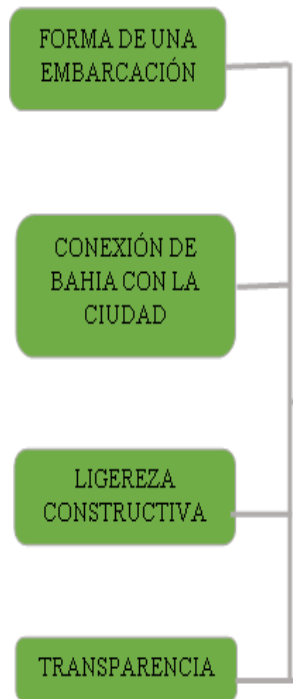 FORMA DE UNA
EMBARCACIÓN
CONEXIÓN DE
BAHIA CON LA
CIUDAD
LIGEREZA
CONSTRUCTIVA
TRANSPARENCIA